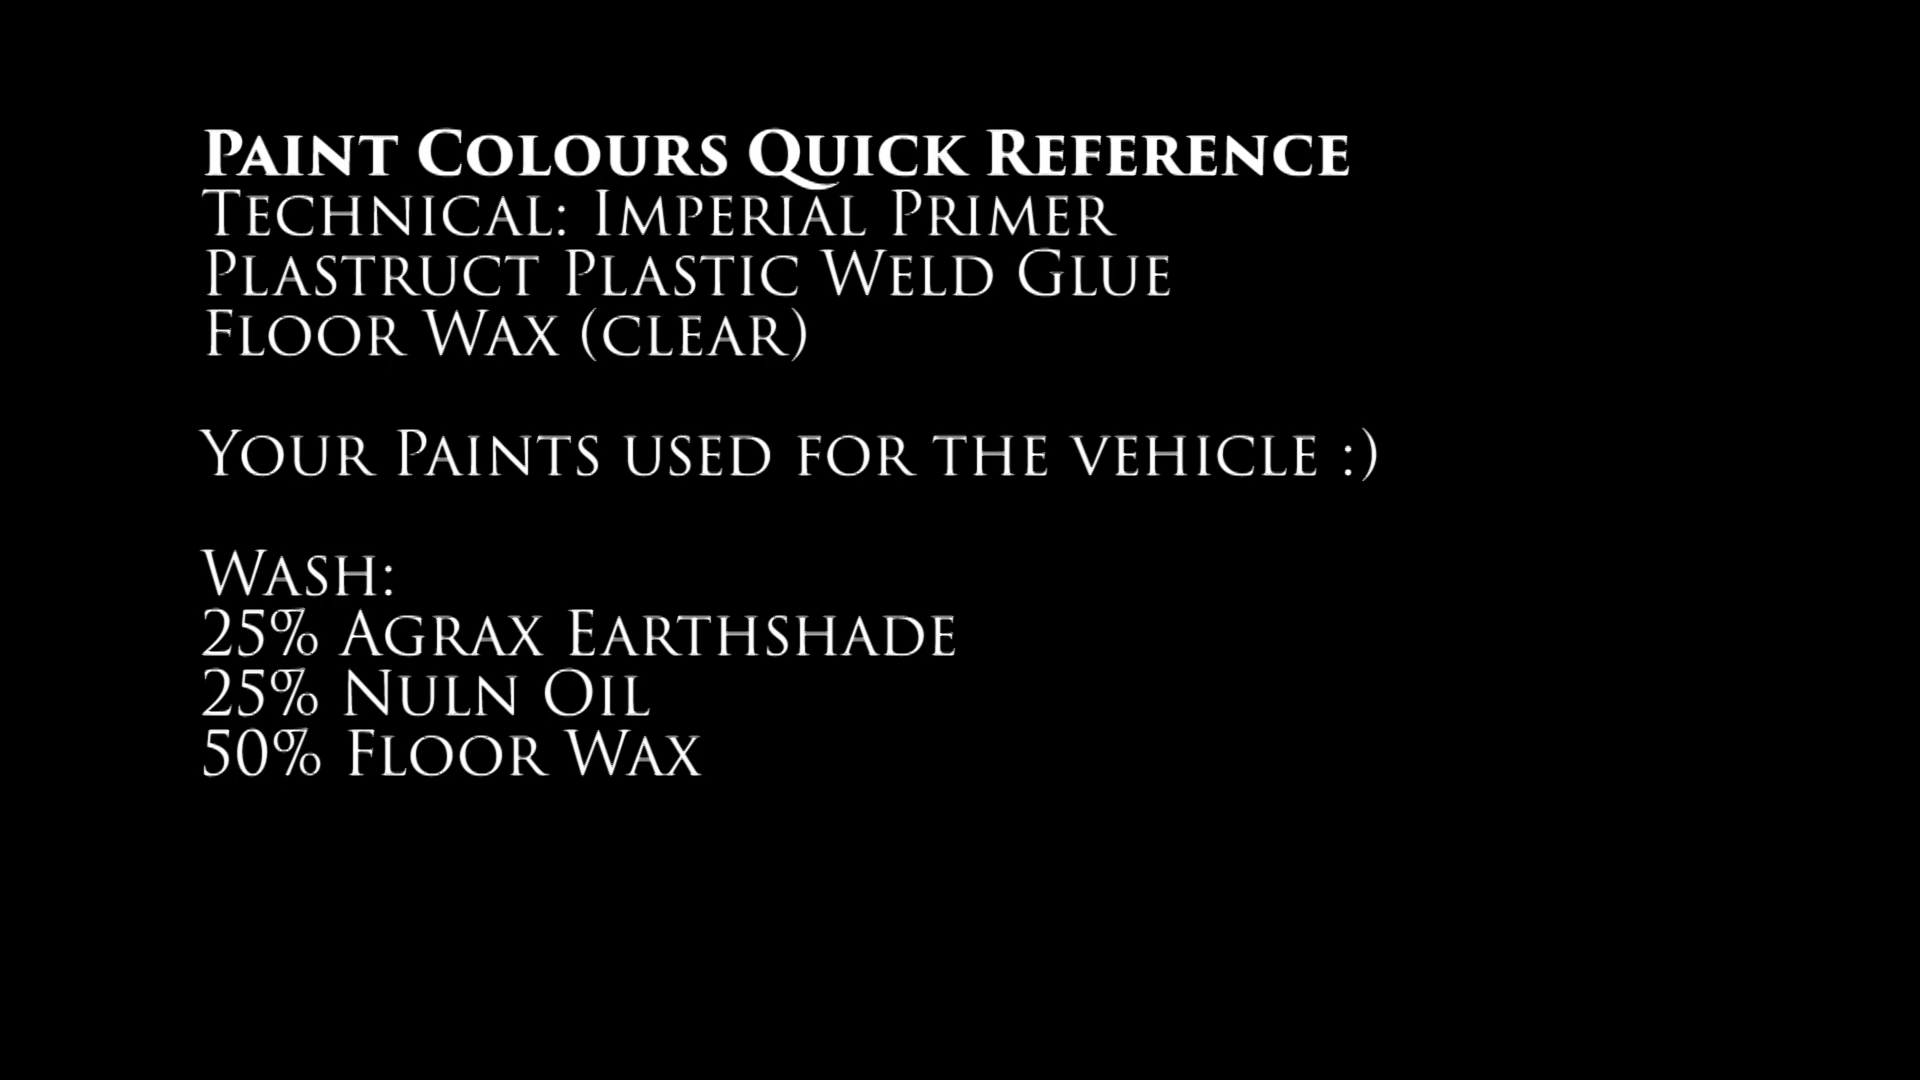 Paint Colours Quick Reference
Technical: Imperial Primer
Plastruct Plastic Weld Glue
Floor Wax (clear)
Your Paints used for the vehicle :)
Wash:
25% Agrax Earthshade
25% Nuln Oil
50% Floor Wax